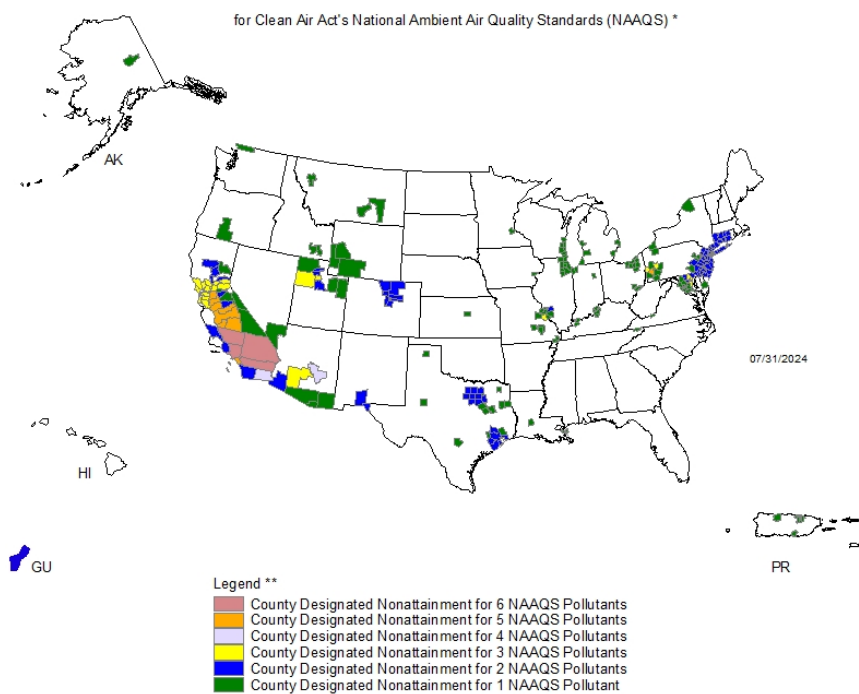 for Clean Air Act's National Ambient Air Quality Standards (NAAQS) *
AK
07/31/2024
HI
GU
PR
Legend **
County Designated Nonattainment for 6 NAAQS Pollutants
County Designated Nonattainment for 5 NAAQS Pollutants
County Designated Nonattainment for 4 NAAQS Pollutants
County Designated Nonattainment for 3 NAAQS Pollutants
County Designated Nonattainment for 2 NAAQS Pollutants
County Designated Nonattainment for 1 NAAQS Pollutant